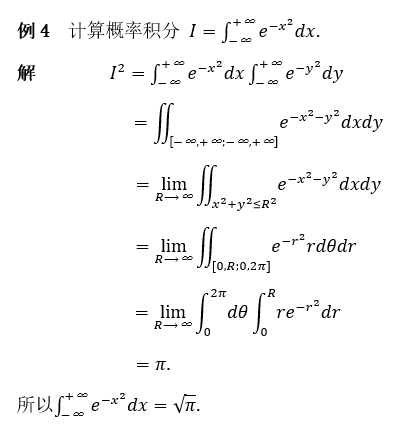 例 4 计算概率积分 I = ∫_{−∞}^{+∞} e^{−x²}dx.
解 I² = ∫_{−∞}^{+∞} e^{−x²}dx ∫_{−∞}^{+∞} e^{−y²}dy
= ∬_{[−∞,+∞;−∞,+∞]} e^{−x²−y²}dxdy
= lim_{R→∞} ∬_{x²+y²≤R²} e^{−x²−y²}dxdy
= lim_{R→∞} ∬_{[0,R;0,2π]} e^{−r²}rdθdr
= lim_{R→∞} ∫_{0}^{2π} dθ ∫_{0}^{R} re^{−r²}dr
= π.
所以∫_{−∞}^{+∞} e^{−x²}dx = √π.